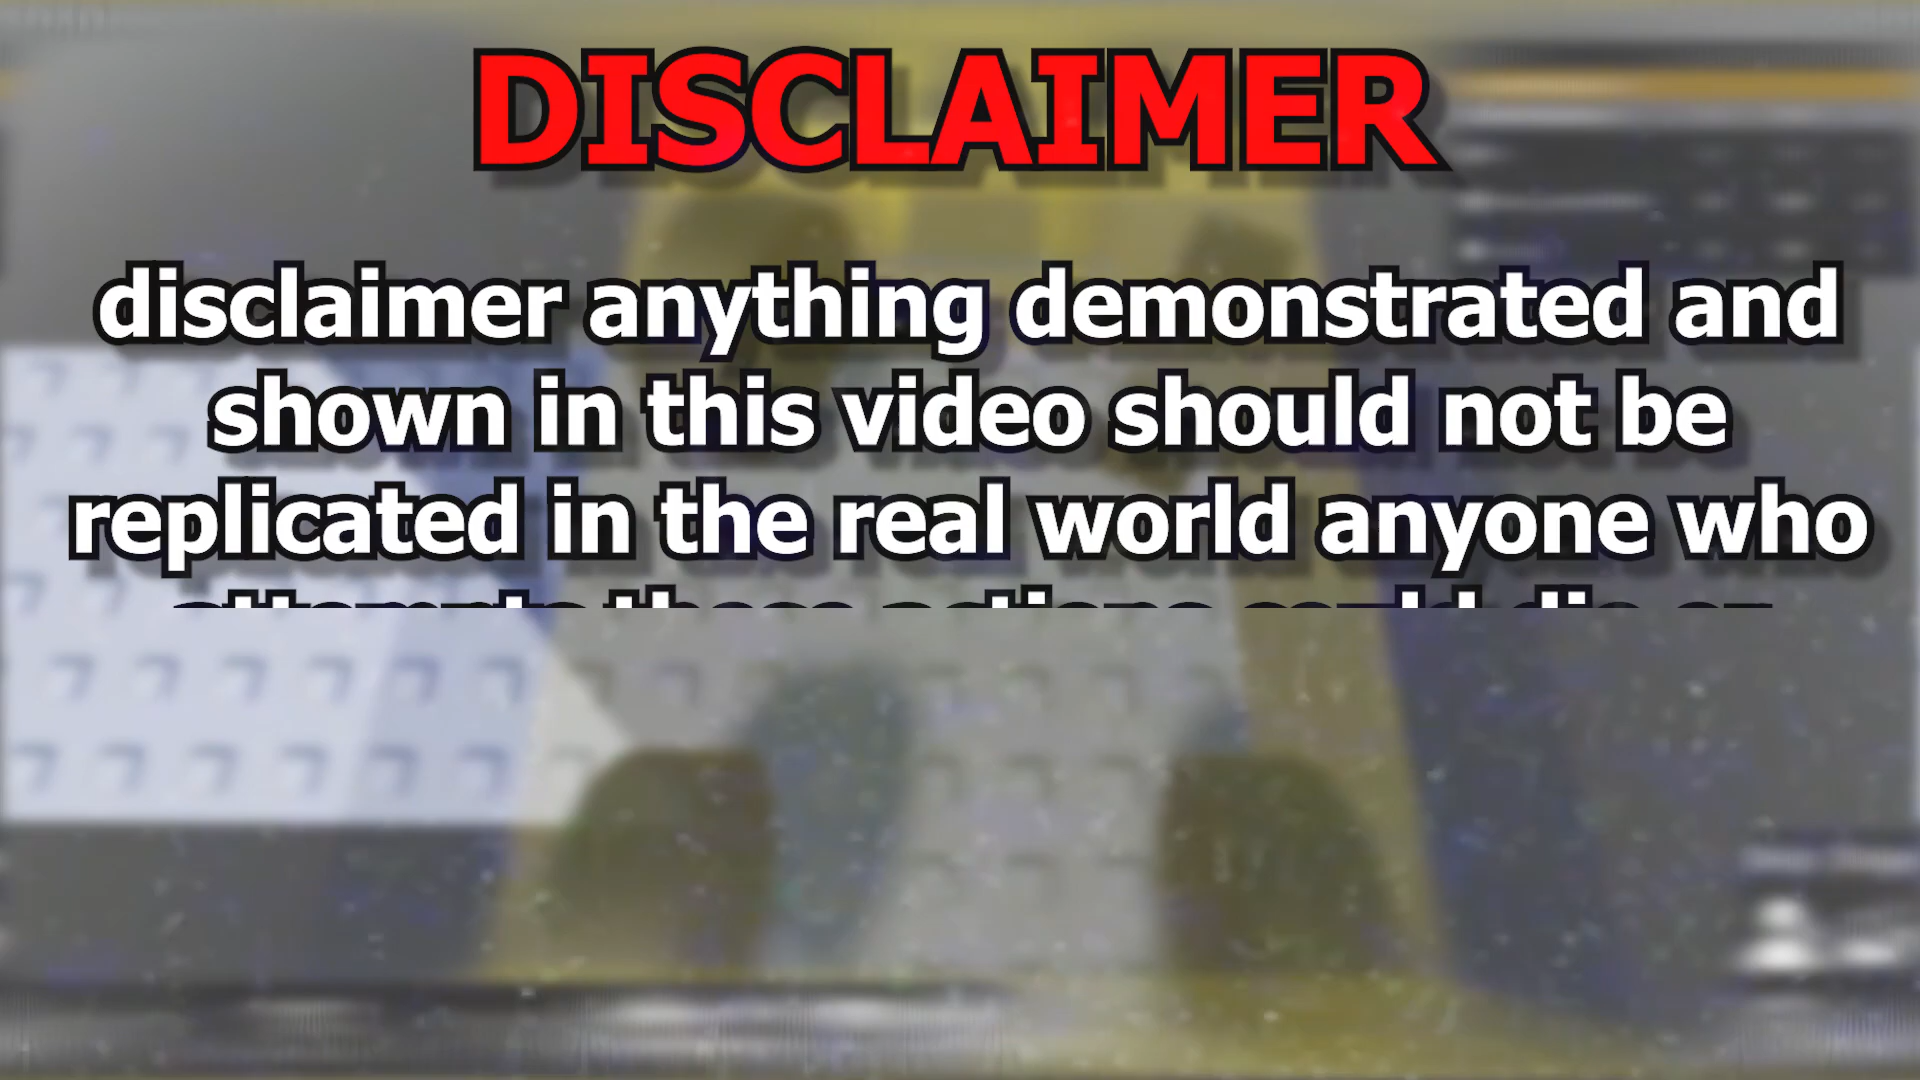 DISCLAIMER
disclaimer anything demonstrated and
shown in this video should not be
replicated in the real world anyone who